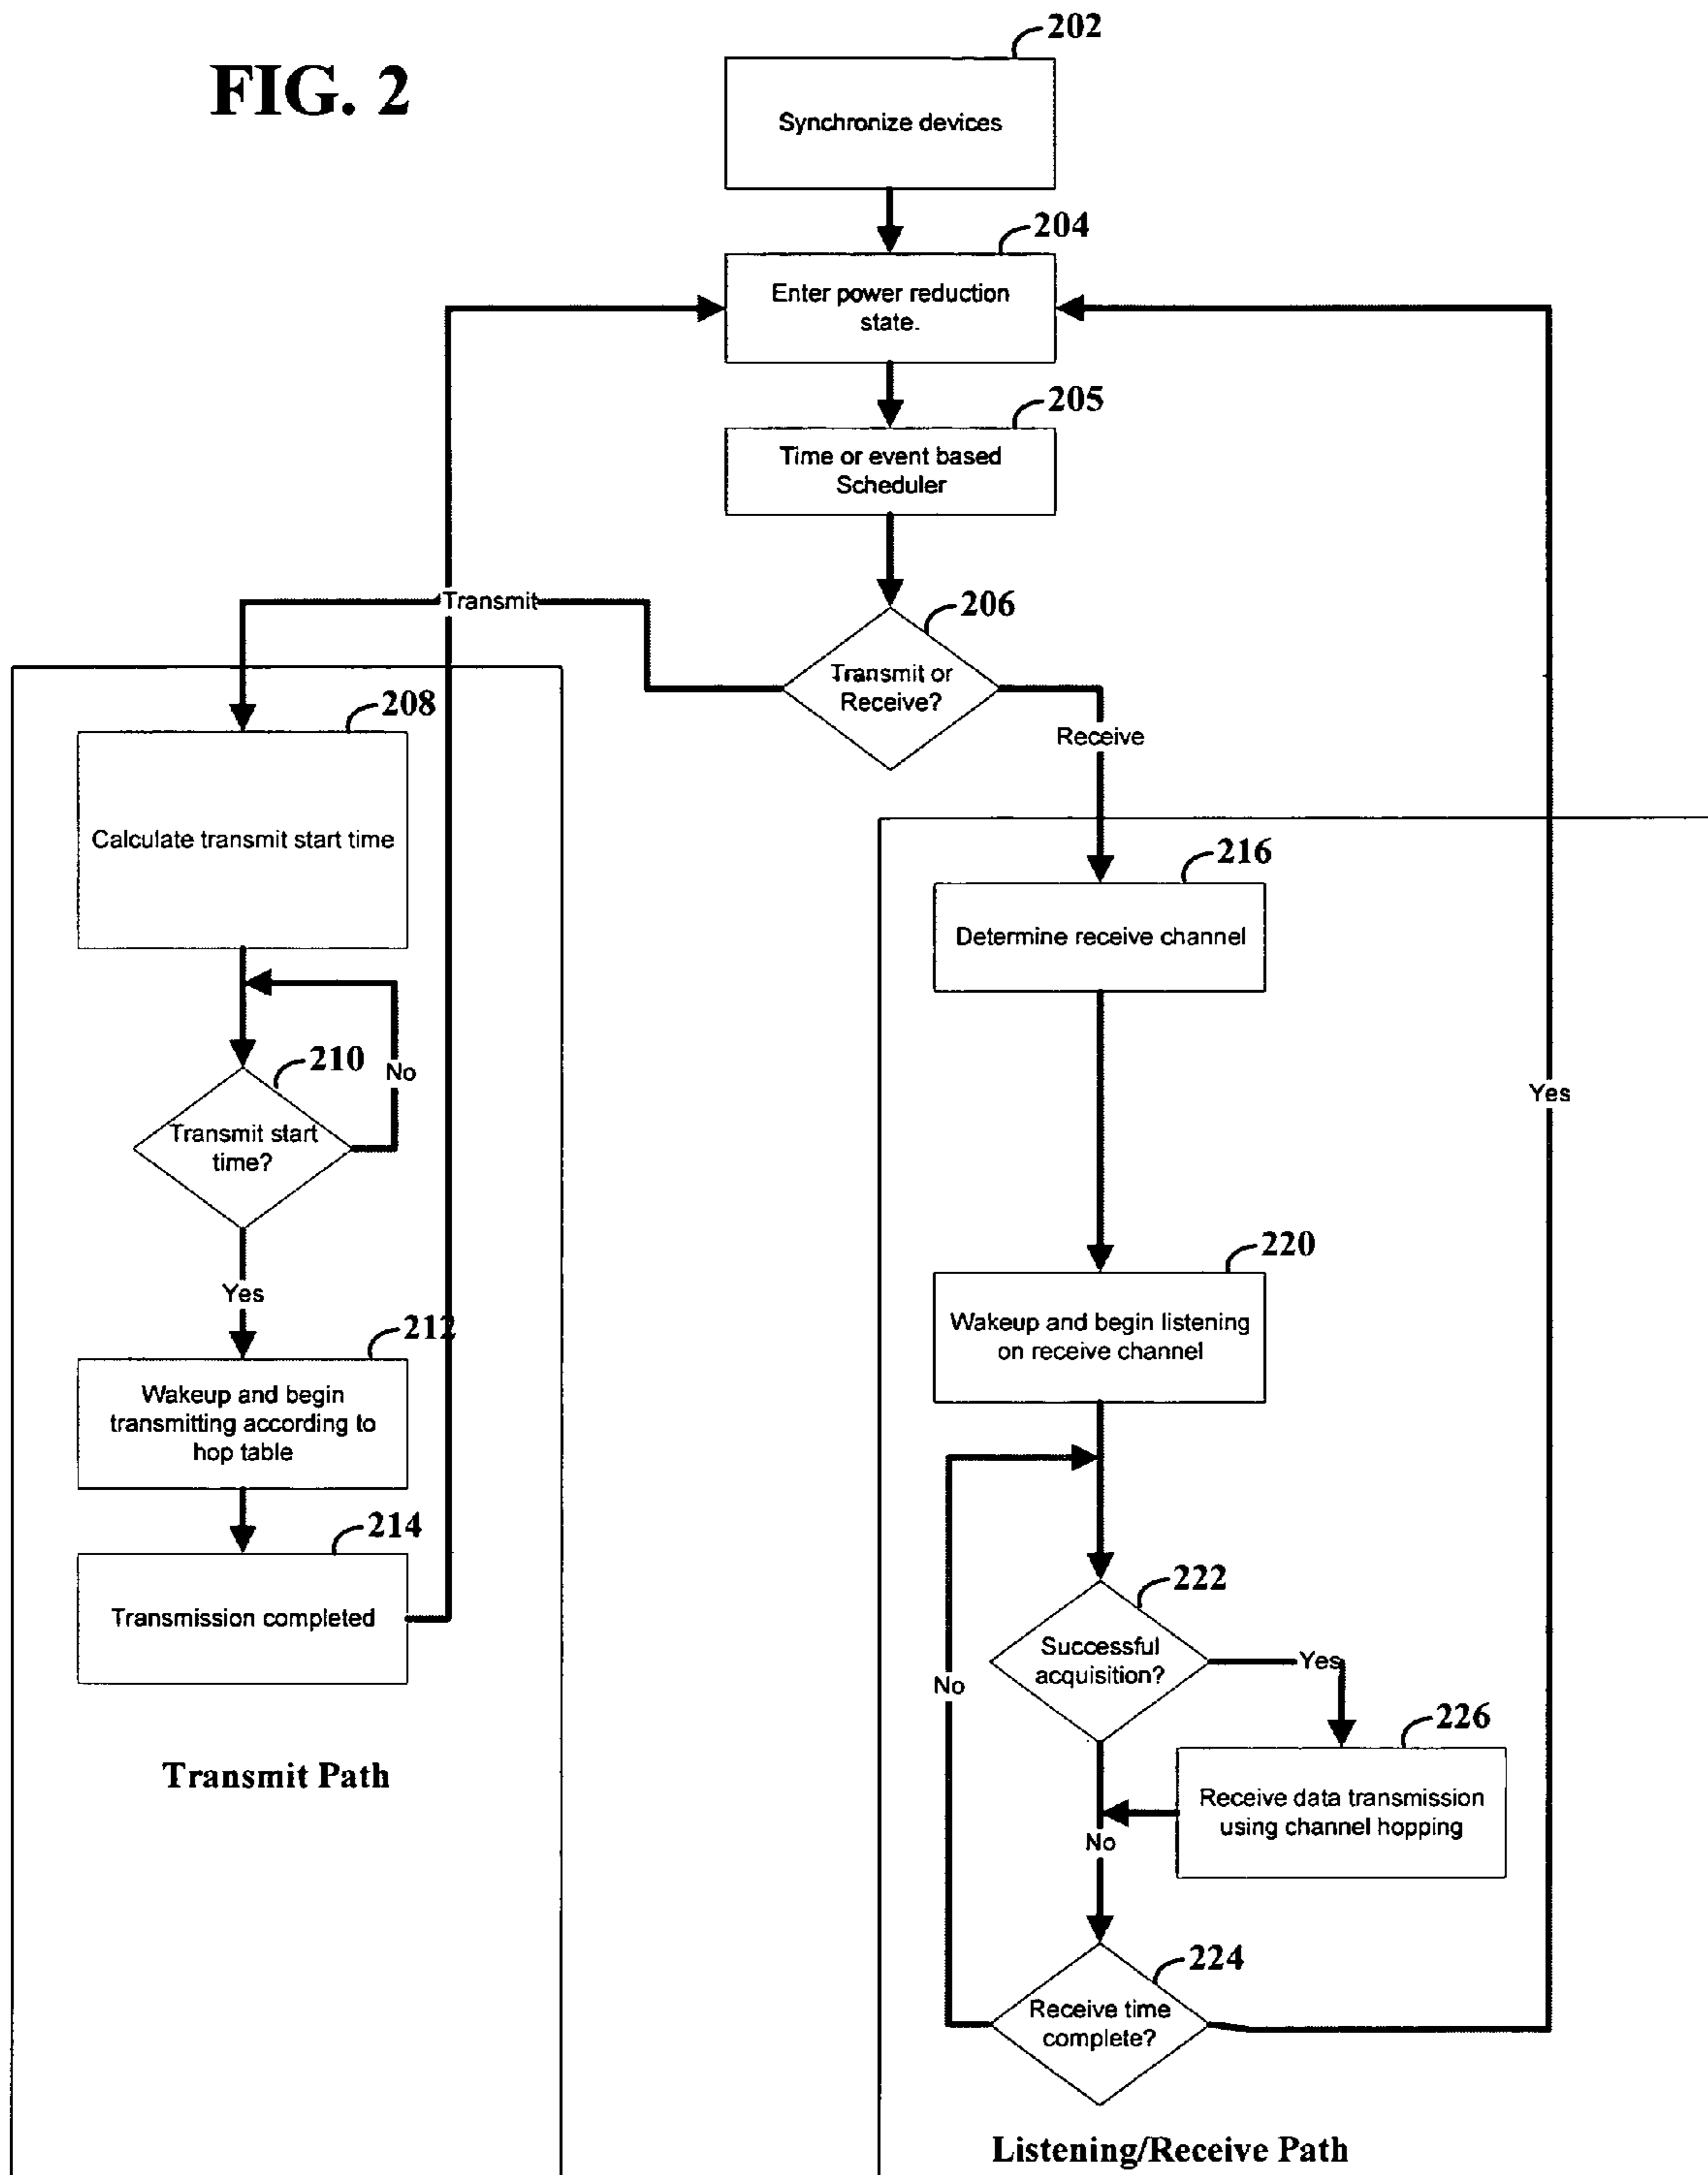 FIG. 2
202
Synchronize devices
204
Enter power reduction
state.
205
Time or event based
Scheduler
206
Transmit or
Receive?
Transmit
Receive
208
Calculate transmit start time
210
Transmit start
time?
No
Yes
212
Wakeup and begin
transmitting according to
hop table
214
Transmission completed
Transmit Path
216
Determine receive channel
220
Wakeup and begin listening
on receive channel
222
Successful
acquisition?
Yes
226
Receive data transmission
using channel hopping
No
224
Receive time
complete?
No
Yes
Listening/Receive Path